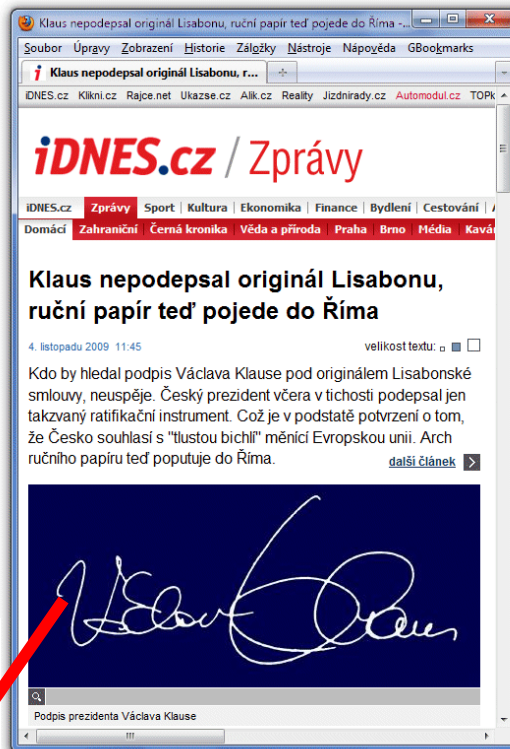 Klaus nepodepsal originál Lisabonu, ruční papír teď pojede do Říma -...
Soubor Úpravy Zobrazení Historie Záložky Nástroje Nápověda GBookmarks
Klaus nepodepsal originál Lisabonu, r...
iDNES.cz Klikni.cz Rajce.net Ukazse.cz Alik.cz Reality Jizdnirady.cz Automodul.cz TOPk
iDNES.cz / Zprávy
iDNES.cz Zprávy Sport | Kultura | Ekonomika | Finance | Bydlení | Cestování |
Domácí Zahraniční Černá kronika Věda a příroda Praha Brno Média Kavár
Klaus nepodepsal originál Lisabonu,
ruční papír teď pojede do Říma
4. listopadu 2009 11:45
velikost textu:
Kdo by hledal podpis Václava Klause pod originálem Lisabonské
smlouvy, neuspěje. Český prezident včera v tichosti podepsal jen
takzvaný ratifikační instrument. Což je v podstatě potvrzení o tom,
že Česko souhlasí s "tlustou bichlí" měnící Evropskou unii. Arch
ručního papíru teď poputuje do Říma.
další článek
Václav Klaus
Podpis prezidenta Václava Klause